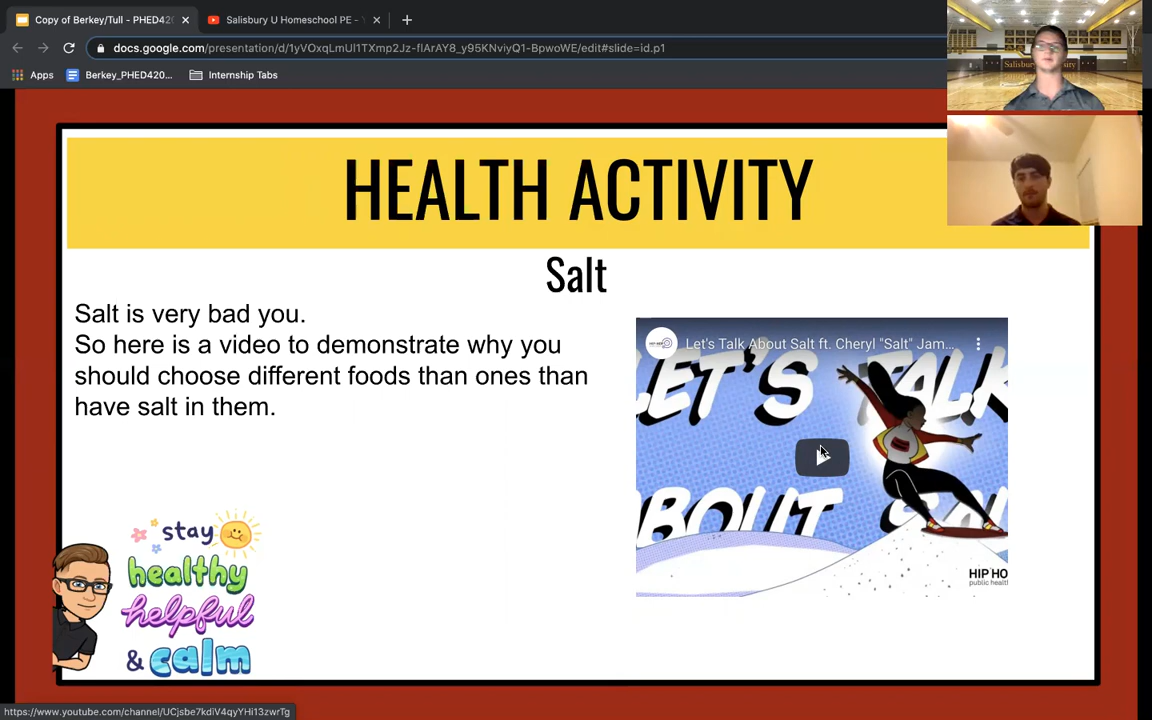 Copy of Berkey/Tull - PHED420
Salisbury U Homeschool PE -
docs.google.com/presentation/d/1yVOxqLmUl1TXmp2Jz-flArAY8_y95KNviyQ1-BpwoWE/edit#slide=id.p1
Apps Berkey_PHED420... Internship Tabs
Salisbury
HEALTH ACTIVITY
Salt
Salt is very bad you.
So here is a video to demonstrate why you
should choose different foods than ones than
have salt in them.
Let's Talk About Salt ft. Cheryl "Salt" Jam...
LET'S TALK
ABOUT SAL
HIP HO
public healt
stay
healthy
helpful
& calm
https://www.youtube.com/channel/UCjsbe7kdiV4qyYHi13zwrTg